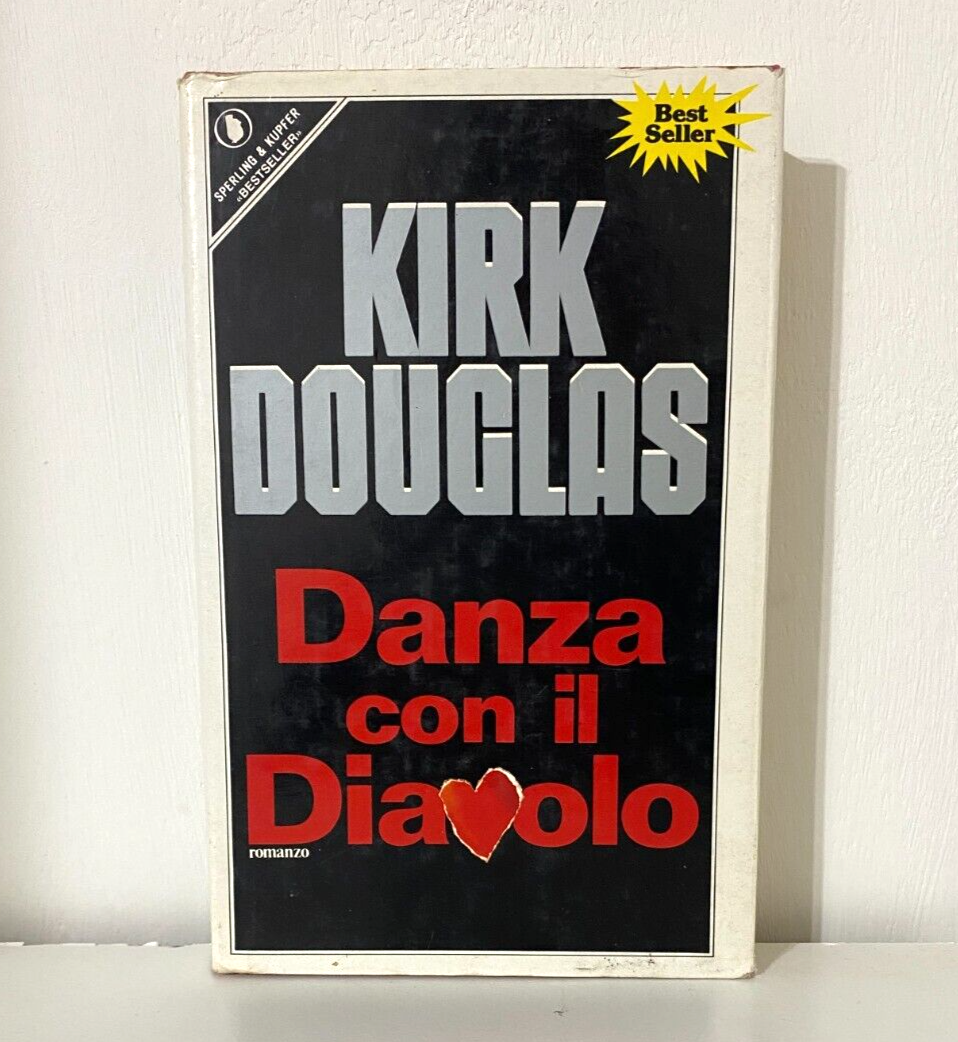 SPERLING & KUPFER
«BESTSELLER»
Best
Seller
KIRK
DOUGLAS
Danza
con il
Diavolo
romanzo